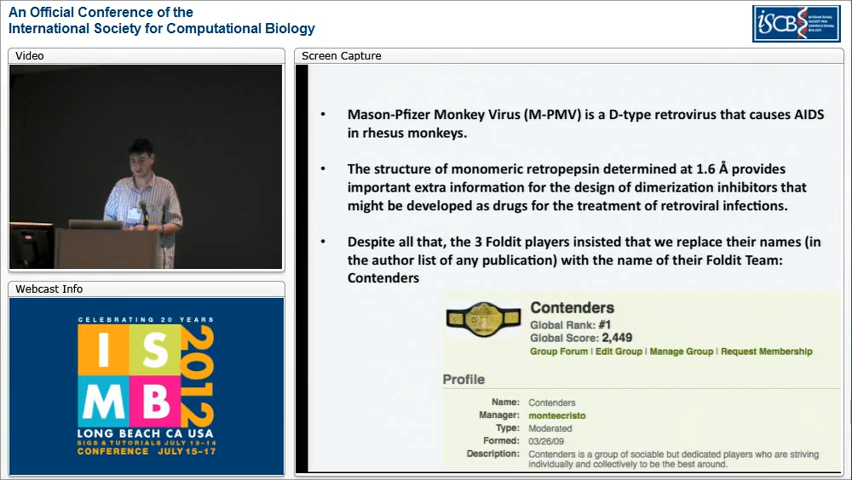 An Official Conference of the
International Society for Computational Biology
ISCB
INTERNATIONAL
SOCIETY FOR
COMPUTATIONAL
BIOLOGY
Video
Screen Capture
• Mason-Pfizer Monkey Virus (M-PMV) is a D-type retrovirus that causes AIDS
in rhesus monkeys.
• The structure of monomeric retropepsin determined at 1.6 Å provides
important extra information for the design of dimerization inhibitors that
might be developed as drugs for the treatment of retroviral infections.
• Despite all that, the 3 Foldit players insisted that we replace their names (in
the author list of any publication) with the name of their Foldit Team:
Contenders
Contenders
Global Rank: #1
Global Score: 2,449
Group Forum | Edit Group | Manage Group | Request Membership
Profile
Name: Contenders
Manager: monteecristo
Type: Moderated
Formed: 03/26/09
Description: Contenders is a group of sociable but dedicated players who are striving
individually and collectively to be the best around.
Webcast Info
CELEBRATING 20 YEARS
IS
MB
2012
LONG BEACH CA USA
SIGS & TUTORIALS JULY 13-14
CONFERENCE JULY 15-17